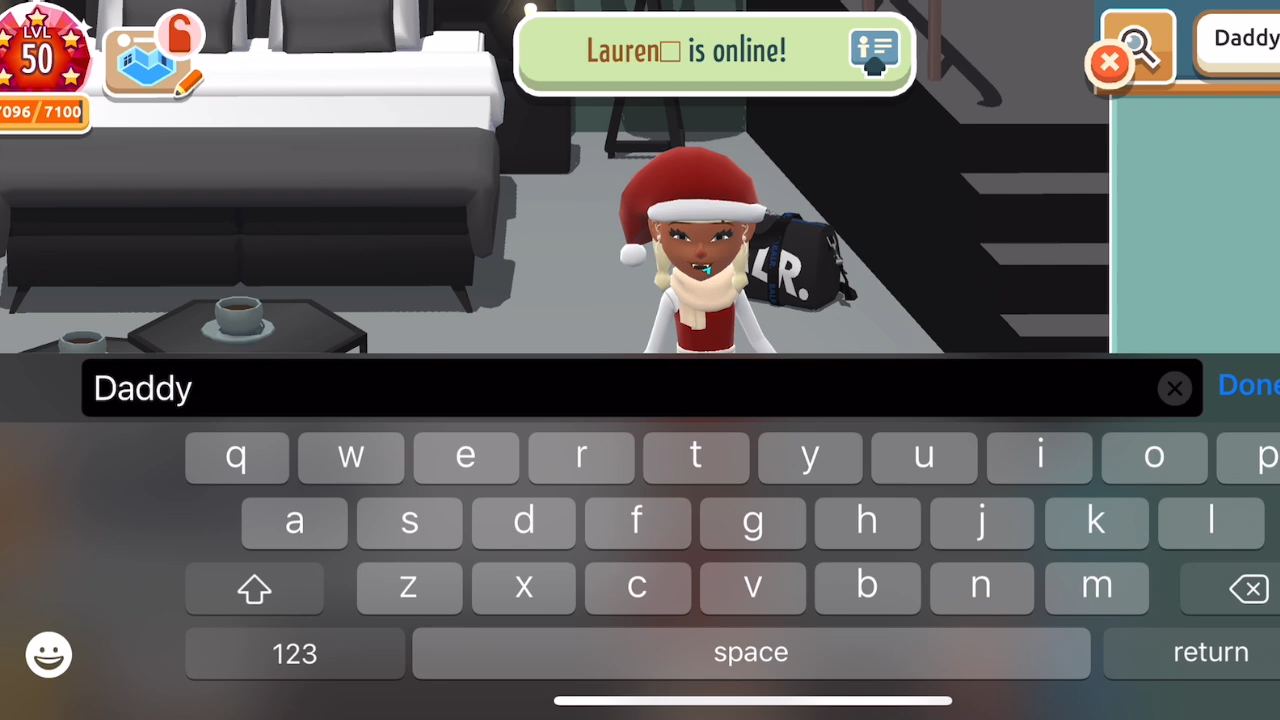 LVL
50
7096 / 7100
Lauren□ is online!
Daddy
LR.
Daddy
Done
q w e r t y u i o p
a s d f g h j k l
z x c v b n m
123 space return